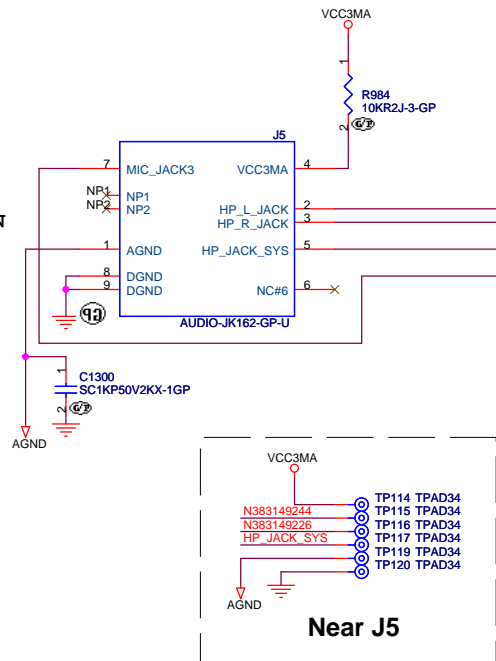 VCC3MA
1
R984
10KR2J-3-GP
2
G/P
J5
7 MIC_JACK3 VCC3MA 4
NP1 NP1
NP2 NP2
HP_L_JACK 2
HP_R_JACK 3
1 AGND HP_JACK_SYS 5
8 DGND
9 DGND NC#6 6
GP
AUDIO-JK162-GP-U
N
1
C1300
SC1KP50V2KX-1GP
2
G/P
AGND
VCC3MA
TP114 TPAD34
N383149244 TP115 TPAD34
N383149226 TP116 TPAD34
HP_JACK_SYS TP117 TPAD34
TP119 TPAD34
TP120 TPAD34
AGND
Near J5